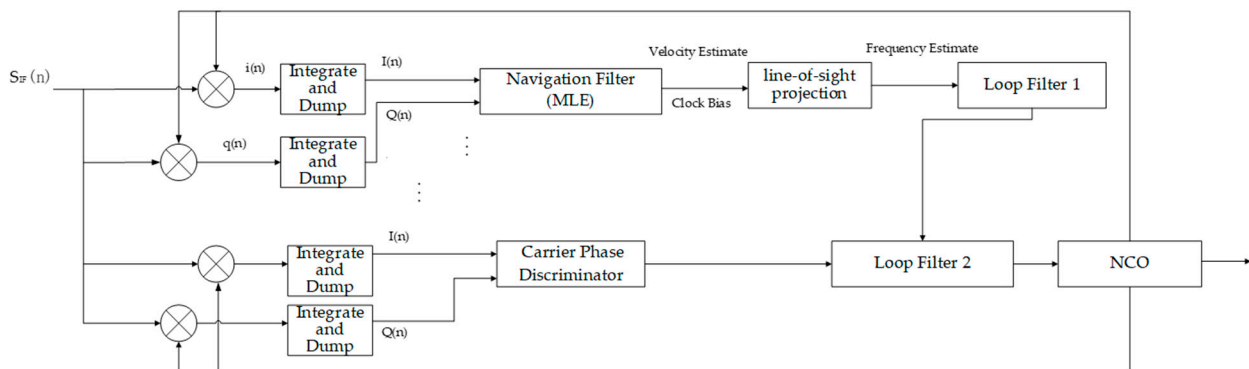 S_IF(n)
i(n)
Integrate
and
Dump
I(n)
Q(n)
Navigation Filter
(MLE)
Velocity Estimate
Clock Bias
line-of-sight
projection
Frequency Estimate
Loop Filter 1
q(n)
Integrate
and
Dump
Integrate
and
Dump
I(n)
Carrier Phase
Discriminator
Loop Filter 2
NCO
Integrate
and
Dump
Q(n)